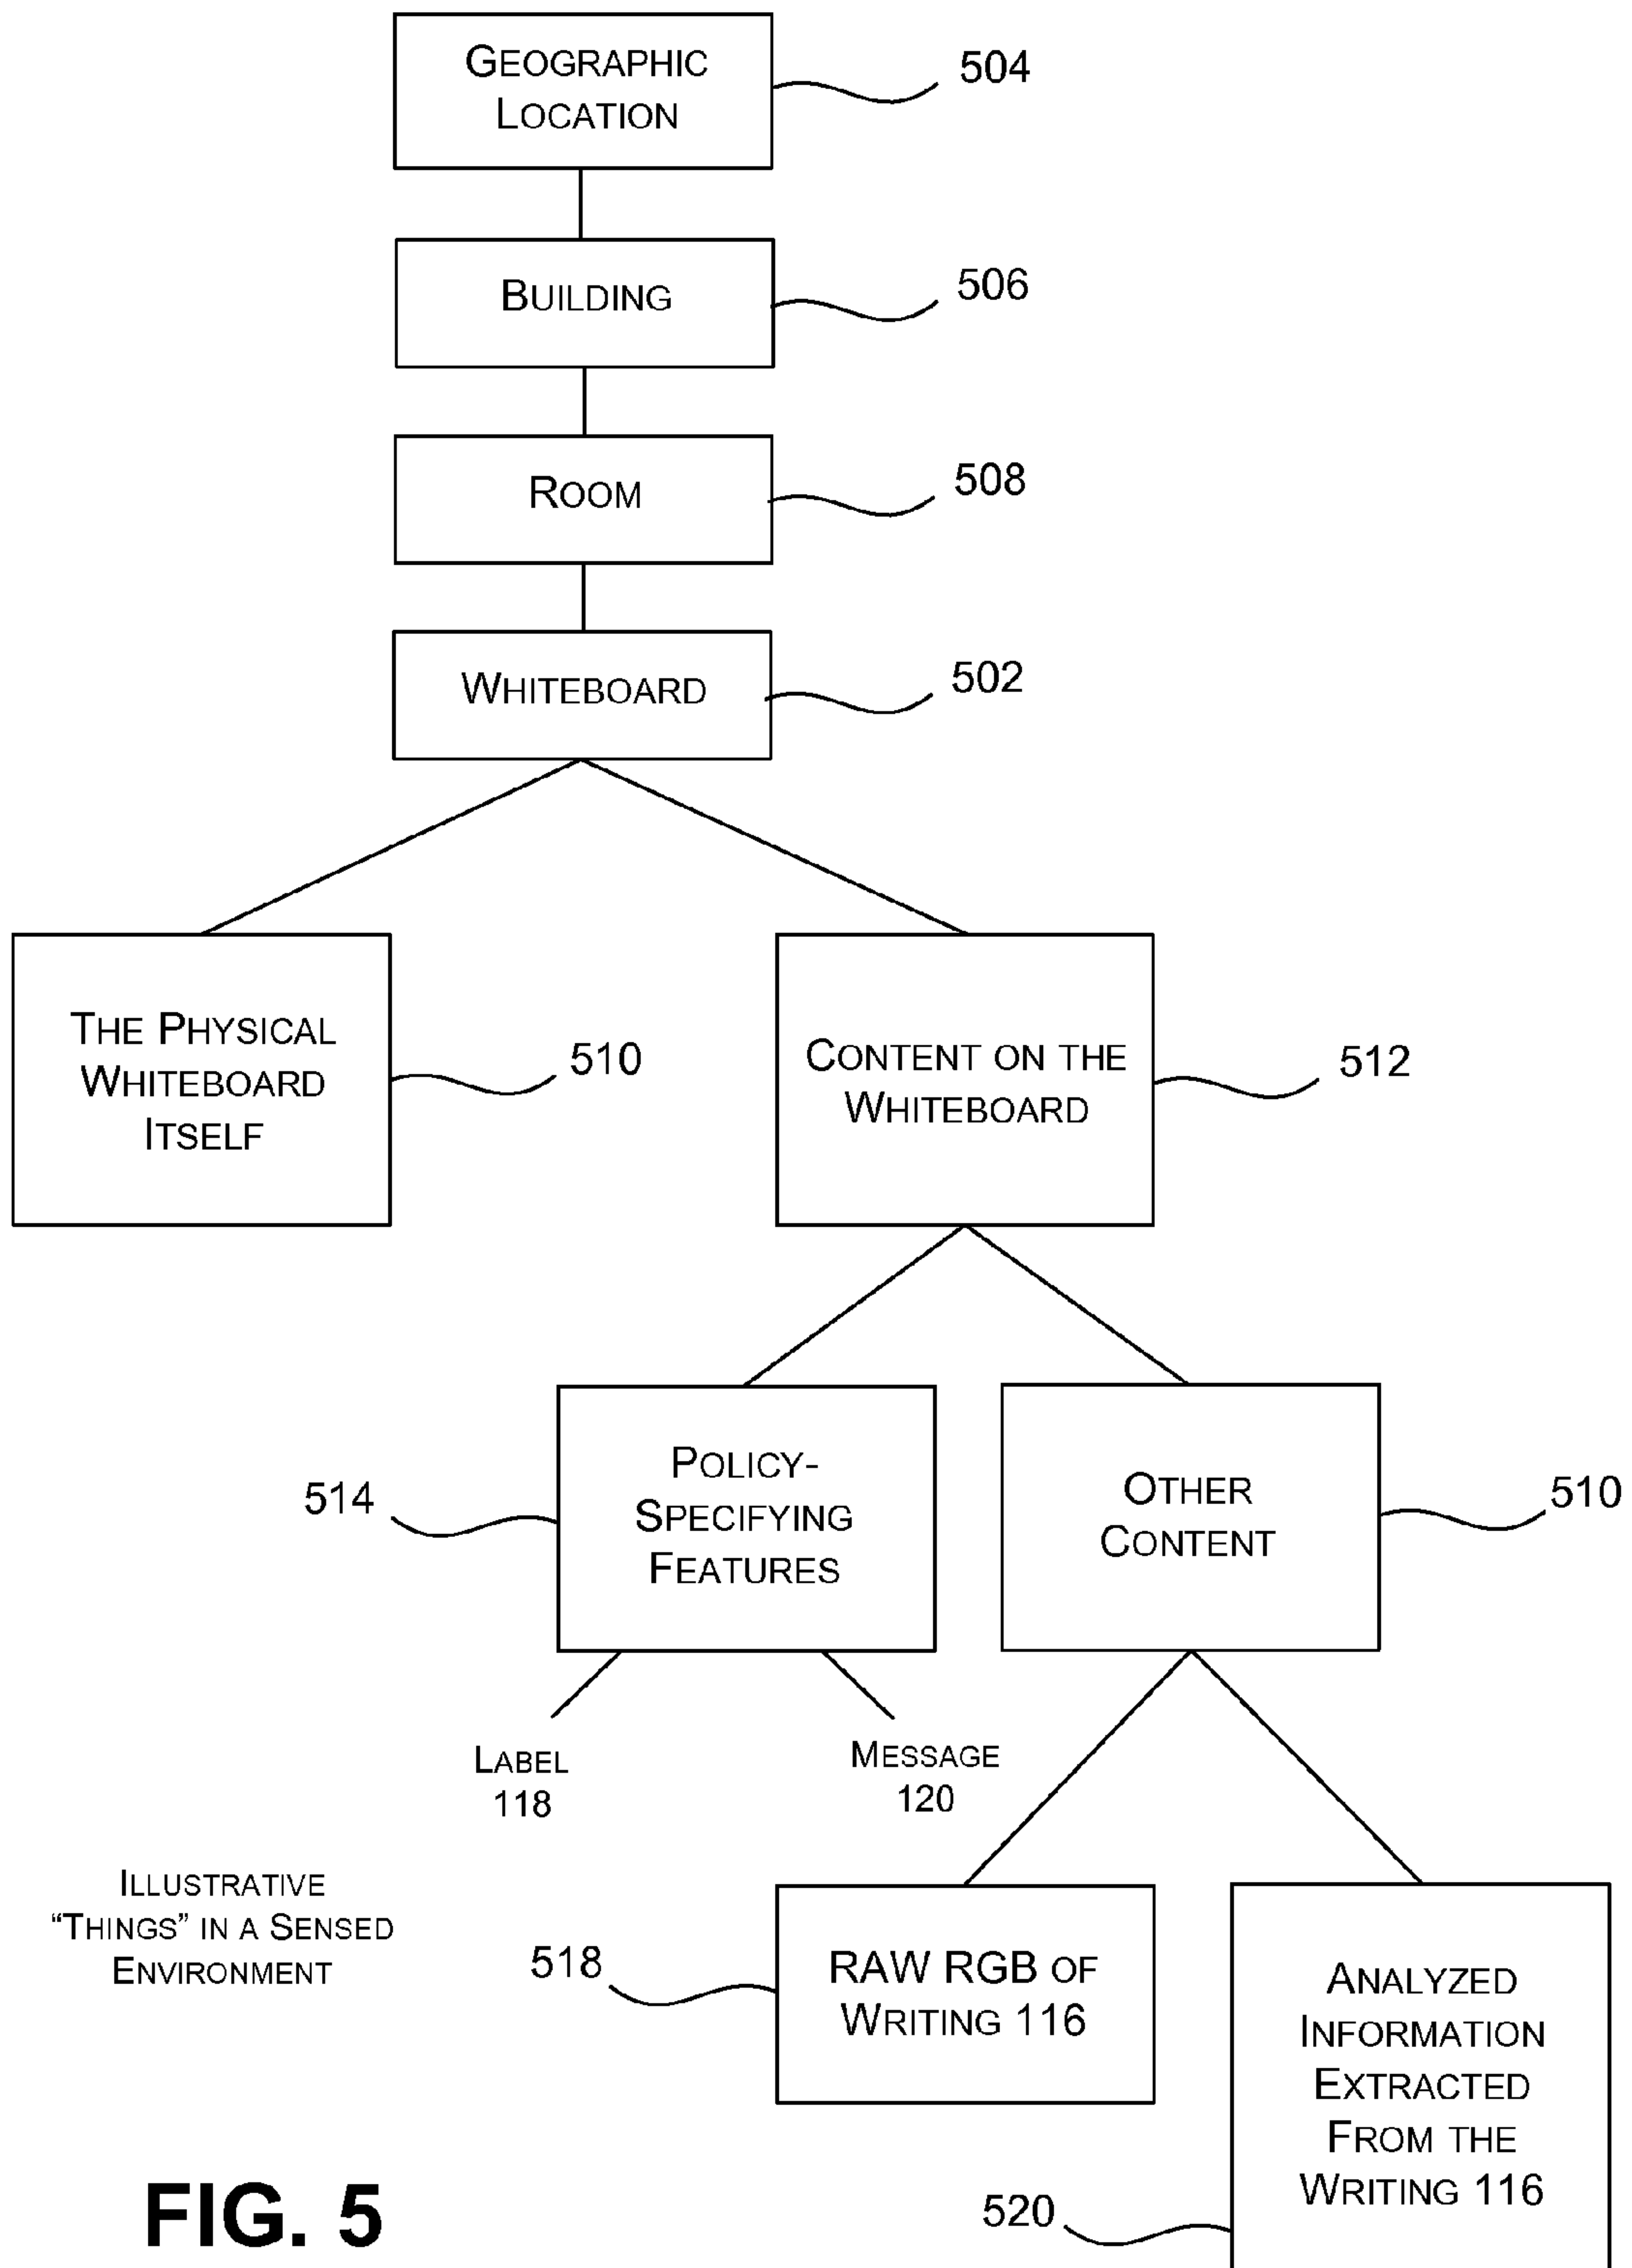 GEOGRAPHIC
LOCATION
504
BUILDING
506
ROOM
508
WHITEBOARD
502
THE PHYSICAL
WHITEBOARD
ITSELF
510
CONTENT ON THE
WHITEBOARD
512
POLICY-
SPECIFYING
FEATURES
514
OTHER
CONTENT
510
LABEL
118
MESSAGE
120
ILLUSTRATIVE
“THINGS” IN A SENSED
ENVIRONMENT
518
RAW RGB OF
WRITING 116
ANALYZED
INFORMATION
EXTRACTED
FROM THE
WRITING 116
520
FIG. 5